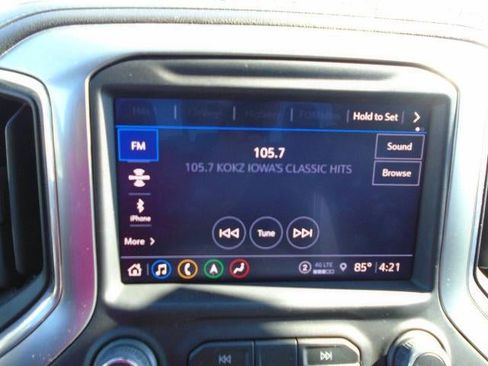 Hold to Set
FM
105.7
Sound
105.7 KOKZ IOWA'S CLASSIC HITS
Browse
iPhone
Tune
More
A
2 4G LTE 85° 4:21